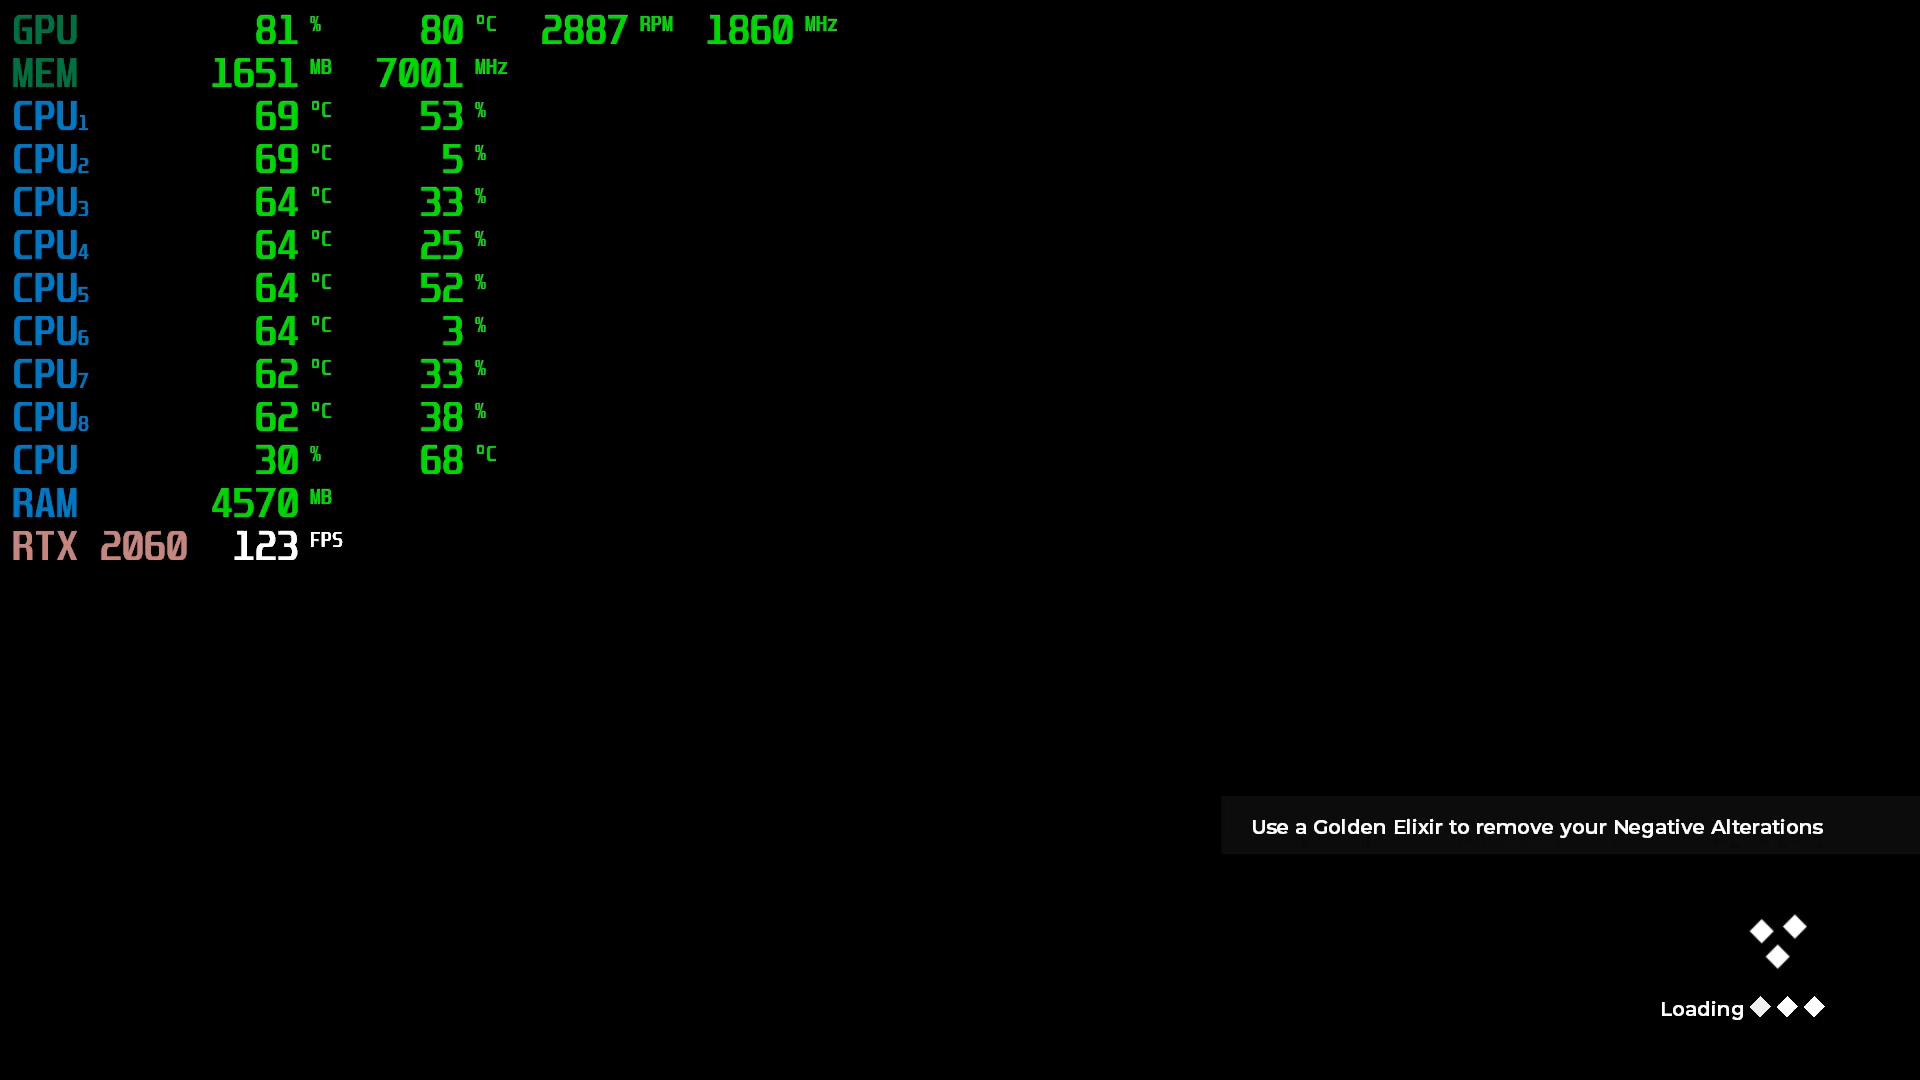 GPU 81 % 80 °C 2887 RPM 1860 MHz
MEM 1651 MB 7001 MHz
CPU1 69 °C 53 %
CPU2 69 °C 5 %
CPU3 64 °C 33 %
CPU4 64 °C 25 %
CPU5 64 °C 52 %
CPU6 64 °C 3 %
CPU7 62 °C 33 %
CPU8 62 °C 38 %
CPU 30 % 68 °C
RAM 4570 MB
RTX 2060 123 FPS
Use a Golden Elixir to remove your Negative Alterations
Loading